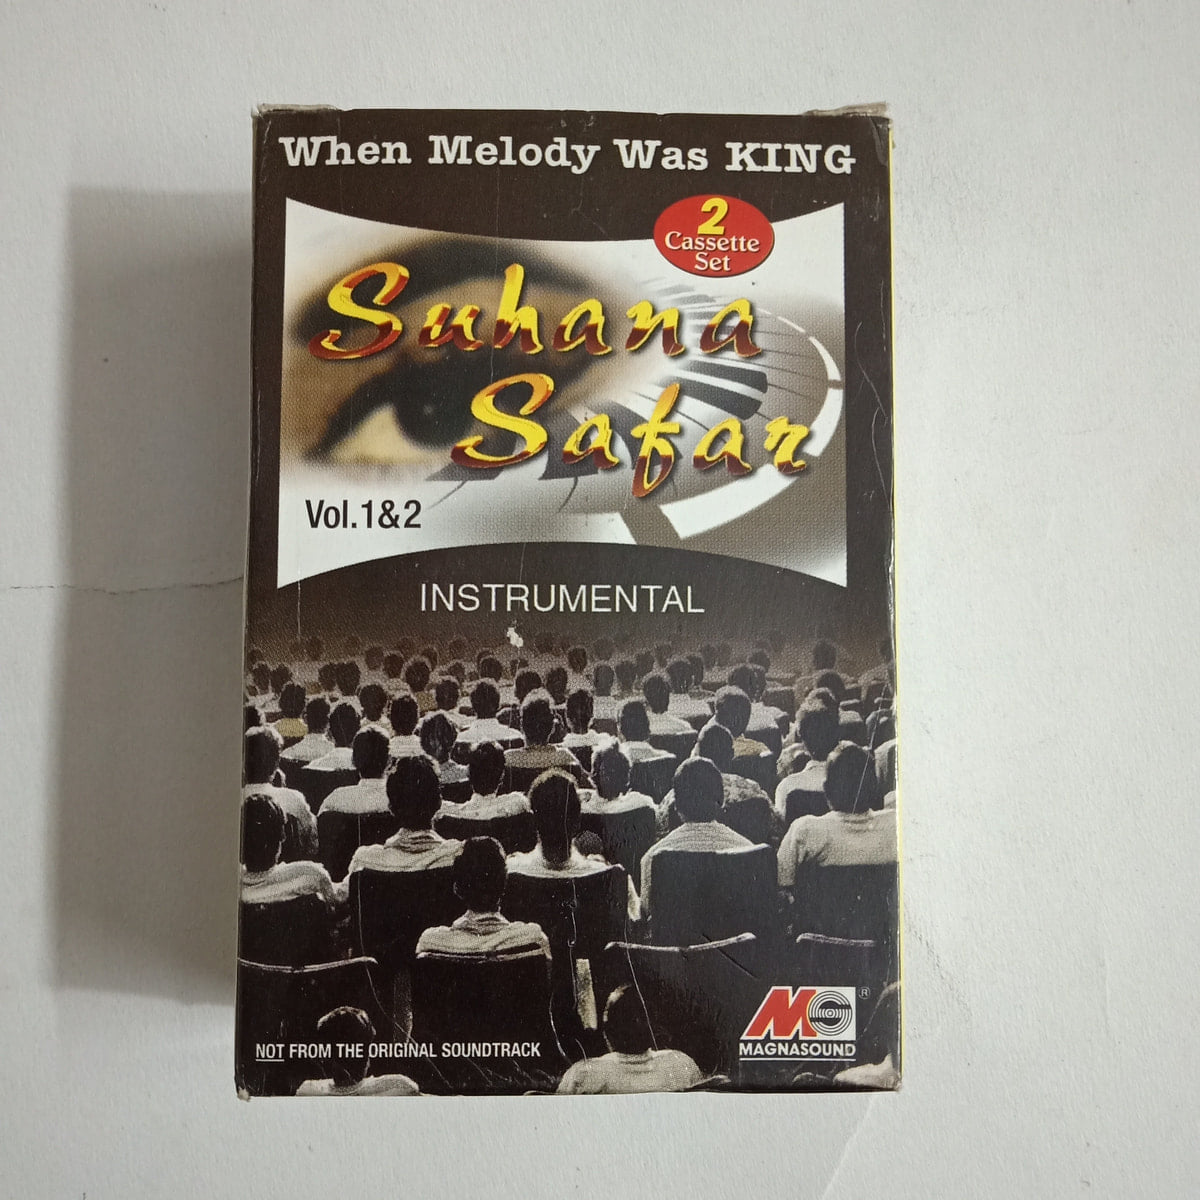 When Melody Was KING
2
Cassette
Set
Suhana
Safar
Vol.1&2
INSTRUMENTAL
NOT FROM THE ORIGINAL SOUNDTRACK
MG ®
MAGNASOUND